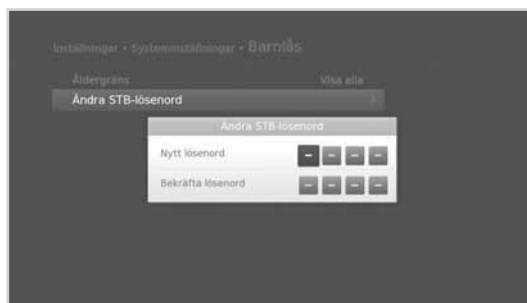 Inställningar • Systeminställningar • Barnlås
Åldergräns Visa alla
Ändra STB-lösenord
Ändra STB-lösenord
Nytt lösenord – – – –
Bekräfta lösenord – – – –